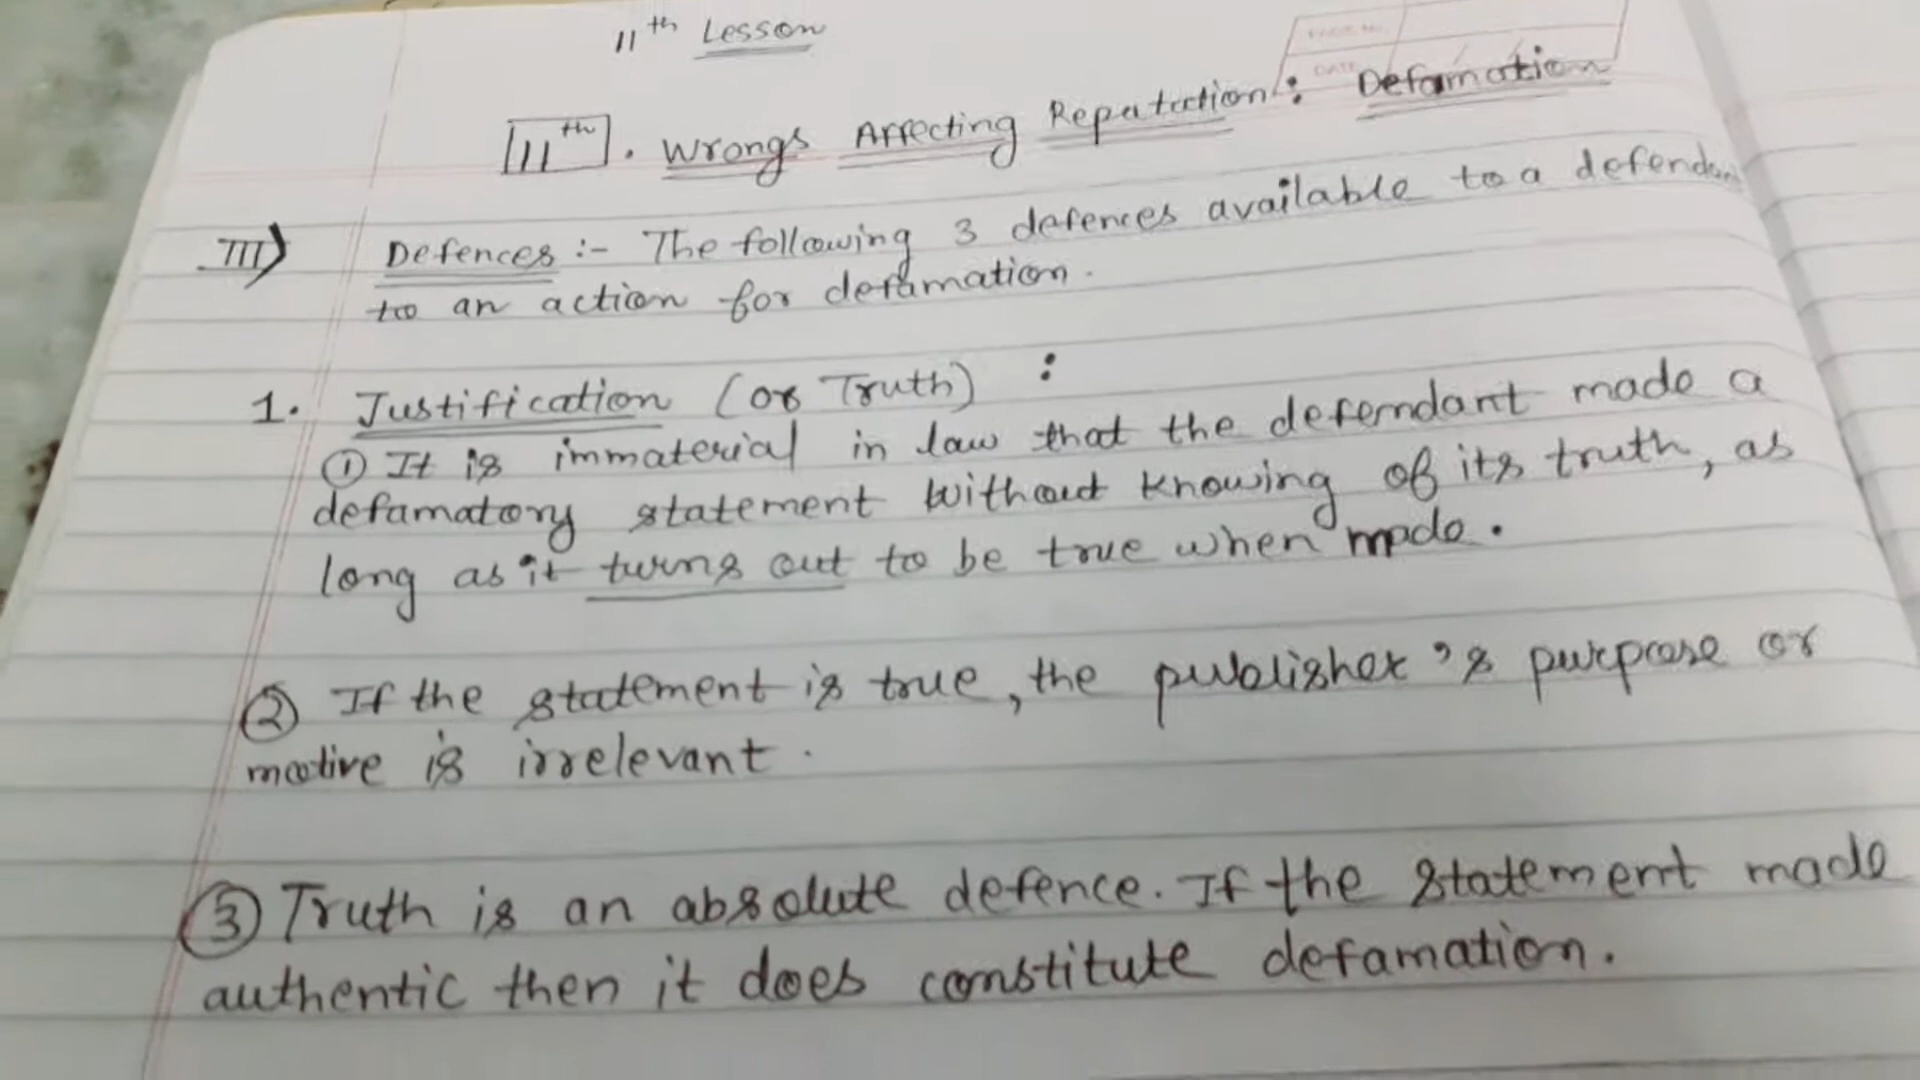 11th Lesson
11th. Wrongs Affecting Reputation: Defamation
III) Defences :- The following 3 defences available to a defendant
to an action for defamation.
1. Justification (or Truth) :
① It is immaterial in law that the defendant made a
defamatory statement without knowing of its truth, as
long as it turns out to be true when made.
② If the statement is true, the publisher's purpose or
motive is irrelevant.
③ Truth is an absolute defence. If the statement made
authentic then it does constitute defamation.